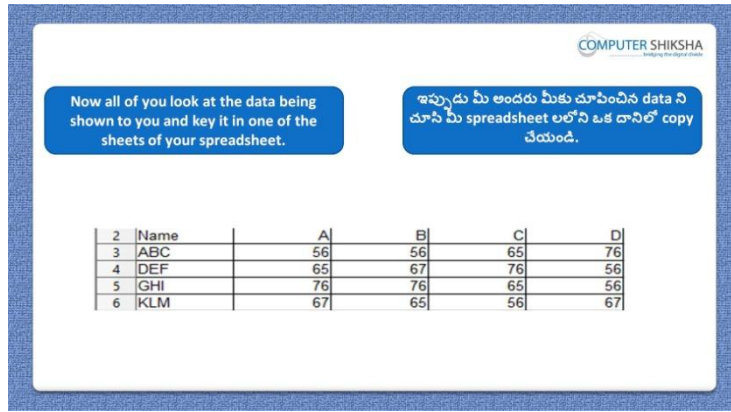 COMPUTER SHIKSHA
bridging the digital divide
Now all of you look at the data being
shown to you and key it in one of the
sheets of your spreadsheet.
ఇప్పుడు మీ అందరు మీకు చూపించిన data ని
చూసి మీ spreadsheet లలోని ఒక దానిలో copy
చేయండి.
2 Name A B C D
3 ABC 56 56 65 76
4 DEF 65 67 76 56
5 GHI 76 76 65 56
6 KLM 67 65 56 67